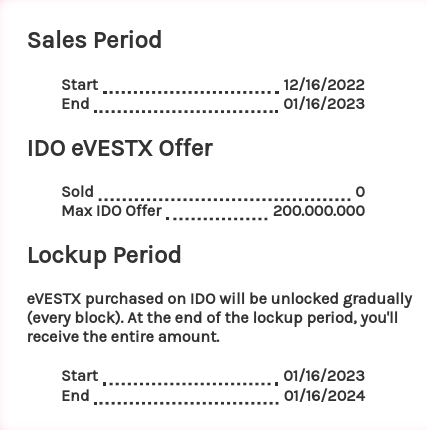 Sales Period
Start 12/16/2022
End 01/16/2023
IDO eVESTX Offer
Sold 0
Max IDO Offer 200.000.000
Lockup Period
eVESTX purchased on IDO will be unlocked gradually
(every block). At the end of the lockup period, you'll
receive the entire amount.
Start 01/16/2023
End 01/16/2024